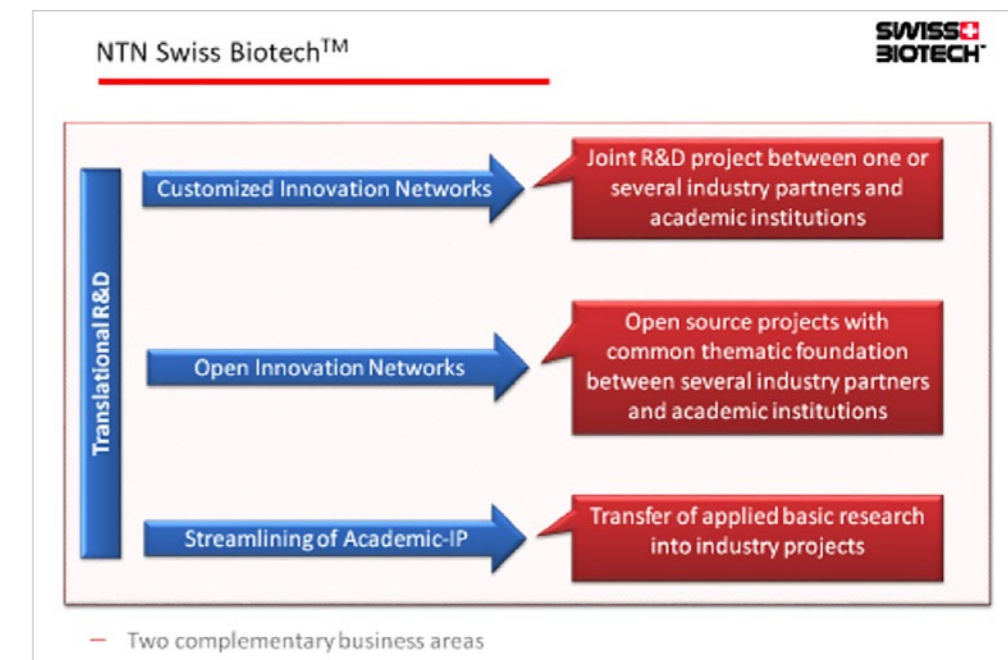 NTN Swiss Biotech™
SWISS
BIOTECH™
Translational R&D
Customized Innovation Networks
Joint R&D project between one or
several industry partners and
academic institutions
Open Innovation Networks
Open source projects with
common thematic foundation
between several industry partners
and academic institutions
Streamlining of Academic-IP
Transfer of applied basic research
into industry projects
– Two complementary business areas